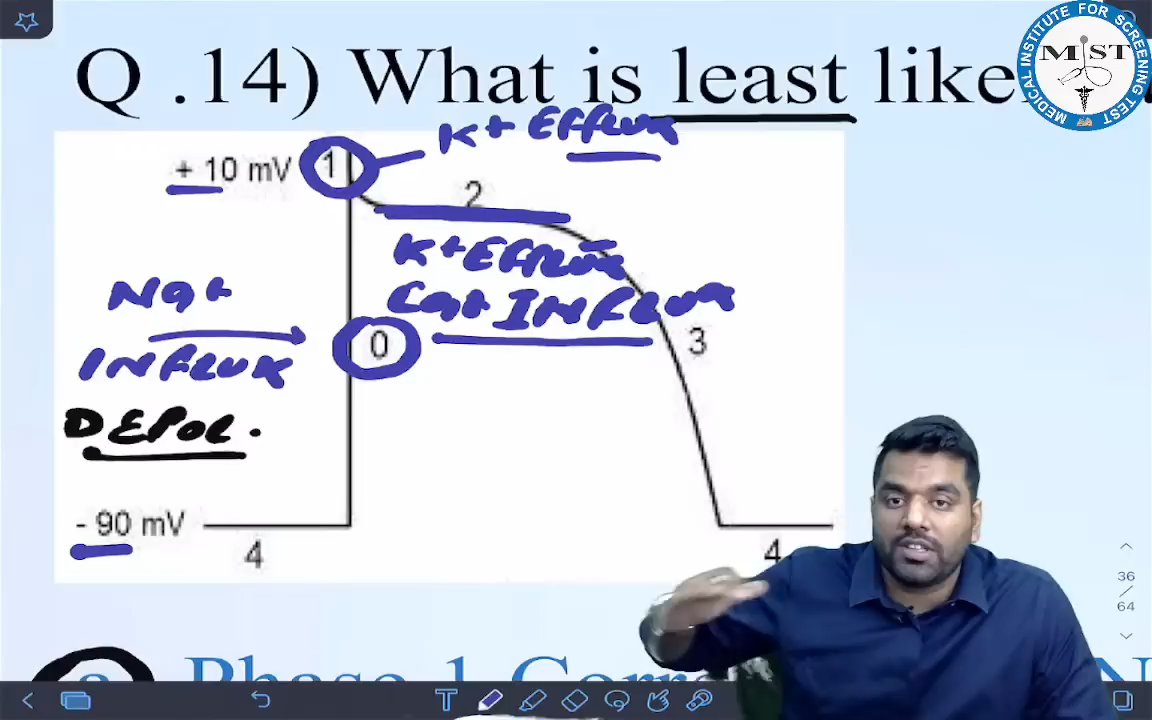 Q .14) What is least like
MEDICAL INSTITUTE FOR SCREENING TEST
MIST
K+ EFFLUX
+ 10 mV
1
2
K+ EFFLUX
Ca+ INFLUX
Na+
INFLUX
0
3
DEPOL.
- 90 mV
4
4
36
/
64
a Phase 1 Corr N
T